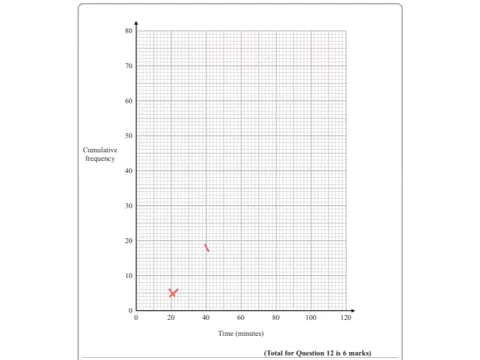 80
70
60
50
Cumulative
frequency
40
30
20
10
0
0 20 40 60 80 100 120
Time (minutes)
(Total for Question 12 is 6 marks)